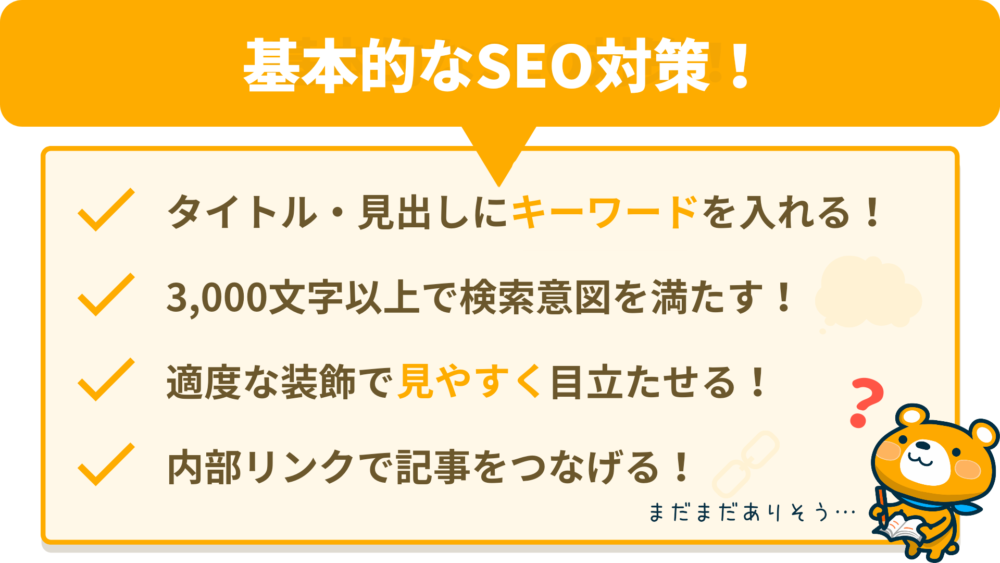 基本的なSEO対策！
タイトル・見出しにキーワードを入れる！
3,000文字以上で検索意図を満たす！
適度な装飾で見やすく目立たせる！
内部リンクで記事をつなげる！
?
まだまだありそう…